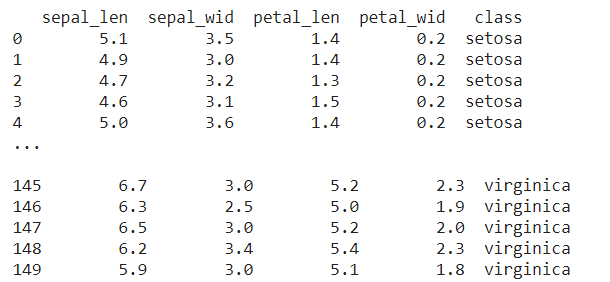 sepal_len sepal_wid petal_len petal_wid class
0 5.1 3.5 1.4 0.2 setosa
1 4.9 3.0 1.4 0.2 setosa
2 4.7 3.2 1.3 0.2 setosa
3 4.6 3.1 1.5 0.2 setosa
4 5.0 3.6 1.4 0.2 setosa
...
145 6.7 3.0 5.2 2.3 virginica
146 6.3 2.5 5.0 1.9 virginica
147 6.5 3.0 5.2 2.0 virginica
148 6.2 3.4 5.4 2.3 virginica
149 5.9 3.0 5.1 1.8 virginica